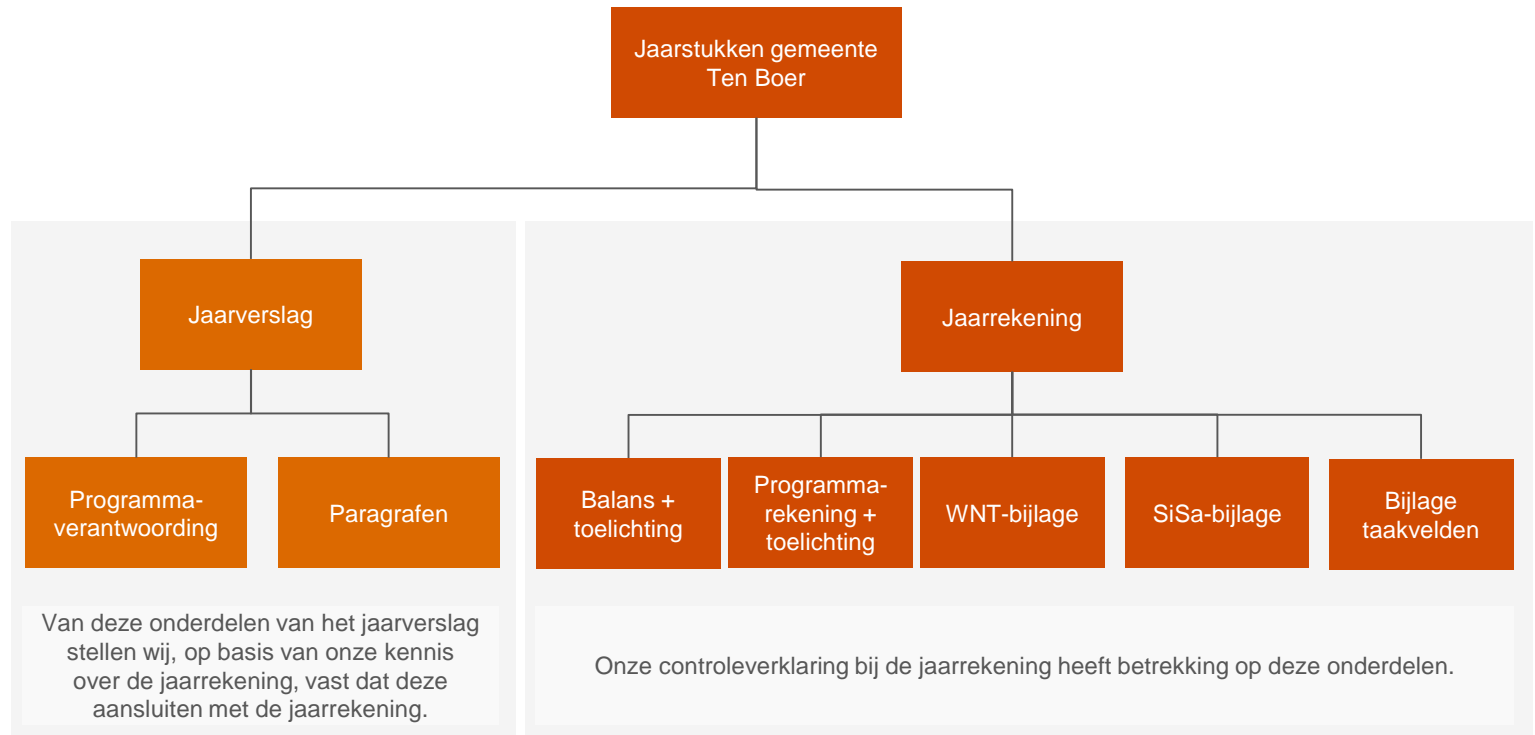 Jaarstukken gemeente
Ten Boer
Jaarverslag
Jaarrekening
Programma-
verantwoording
Paragrafen
Balans +
toelichting
Programma-
rekening +
toelichting
WNT-bijlage
SiSa-bijlage
Bijlage
taakvelden
Van deze onderdelen van het jaarverslag
stellen wij, op basis van onze kennis
over de jaarrekening, vast dat deze
aansluiten met de jaarrekening.
Onze controleverklaring bij de jaarrekening heeft betrekking op deze onderdelen.